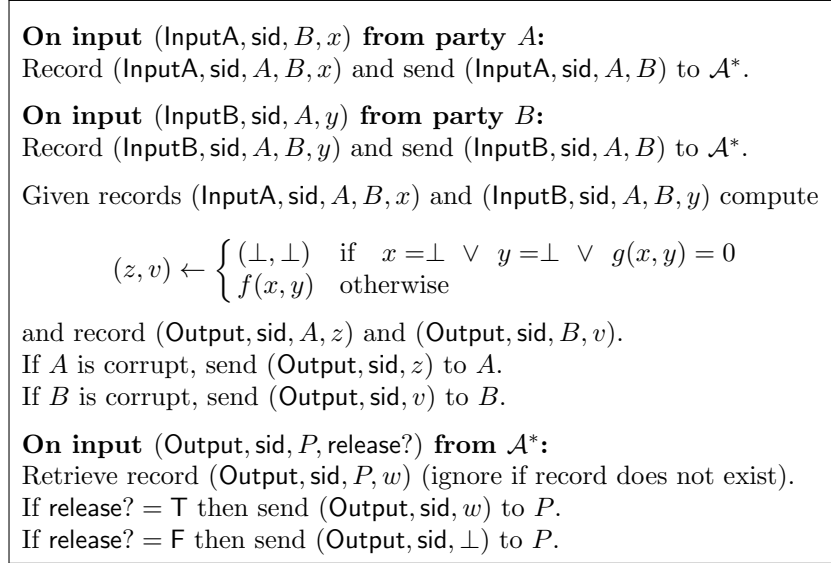 On input (InputA, sid, B, x) from party A:
Record (InputA, sid, A, B, x) and send (InputA, sid, A, B) to 𝒜*.
On input (InputB, sid, A, y) from party B:
Record (InputB, sid, A, B, y) and send (InputB, sid, A, B) to 𝒜*.
Given records (InputA, sid, A, B, x) and (InputB, sid, A, B, y) compute
(z, v) ← { (⊥, ⊥) if x =⊥ ∨ y =⊥ ∨ g(x, y) = 0
f(x, y) otherwise
and record (Output, sid, A, z) and (Output, sid, B, v).
If A is corrupt, send (Output, sid, z) to A.
If B is corrupt, send (Output, sid, v) to B.
On input (Output, sid, P, release?) from 𝒜*:
Retrieve record (Output, sid, P, w) (ignore if record does not exist).
If release? = T then send (Output, sid, w) to P.
If release? = F then send (Output, sid, ⊥) to P.